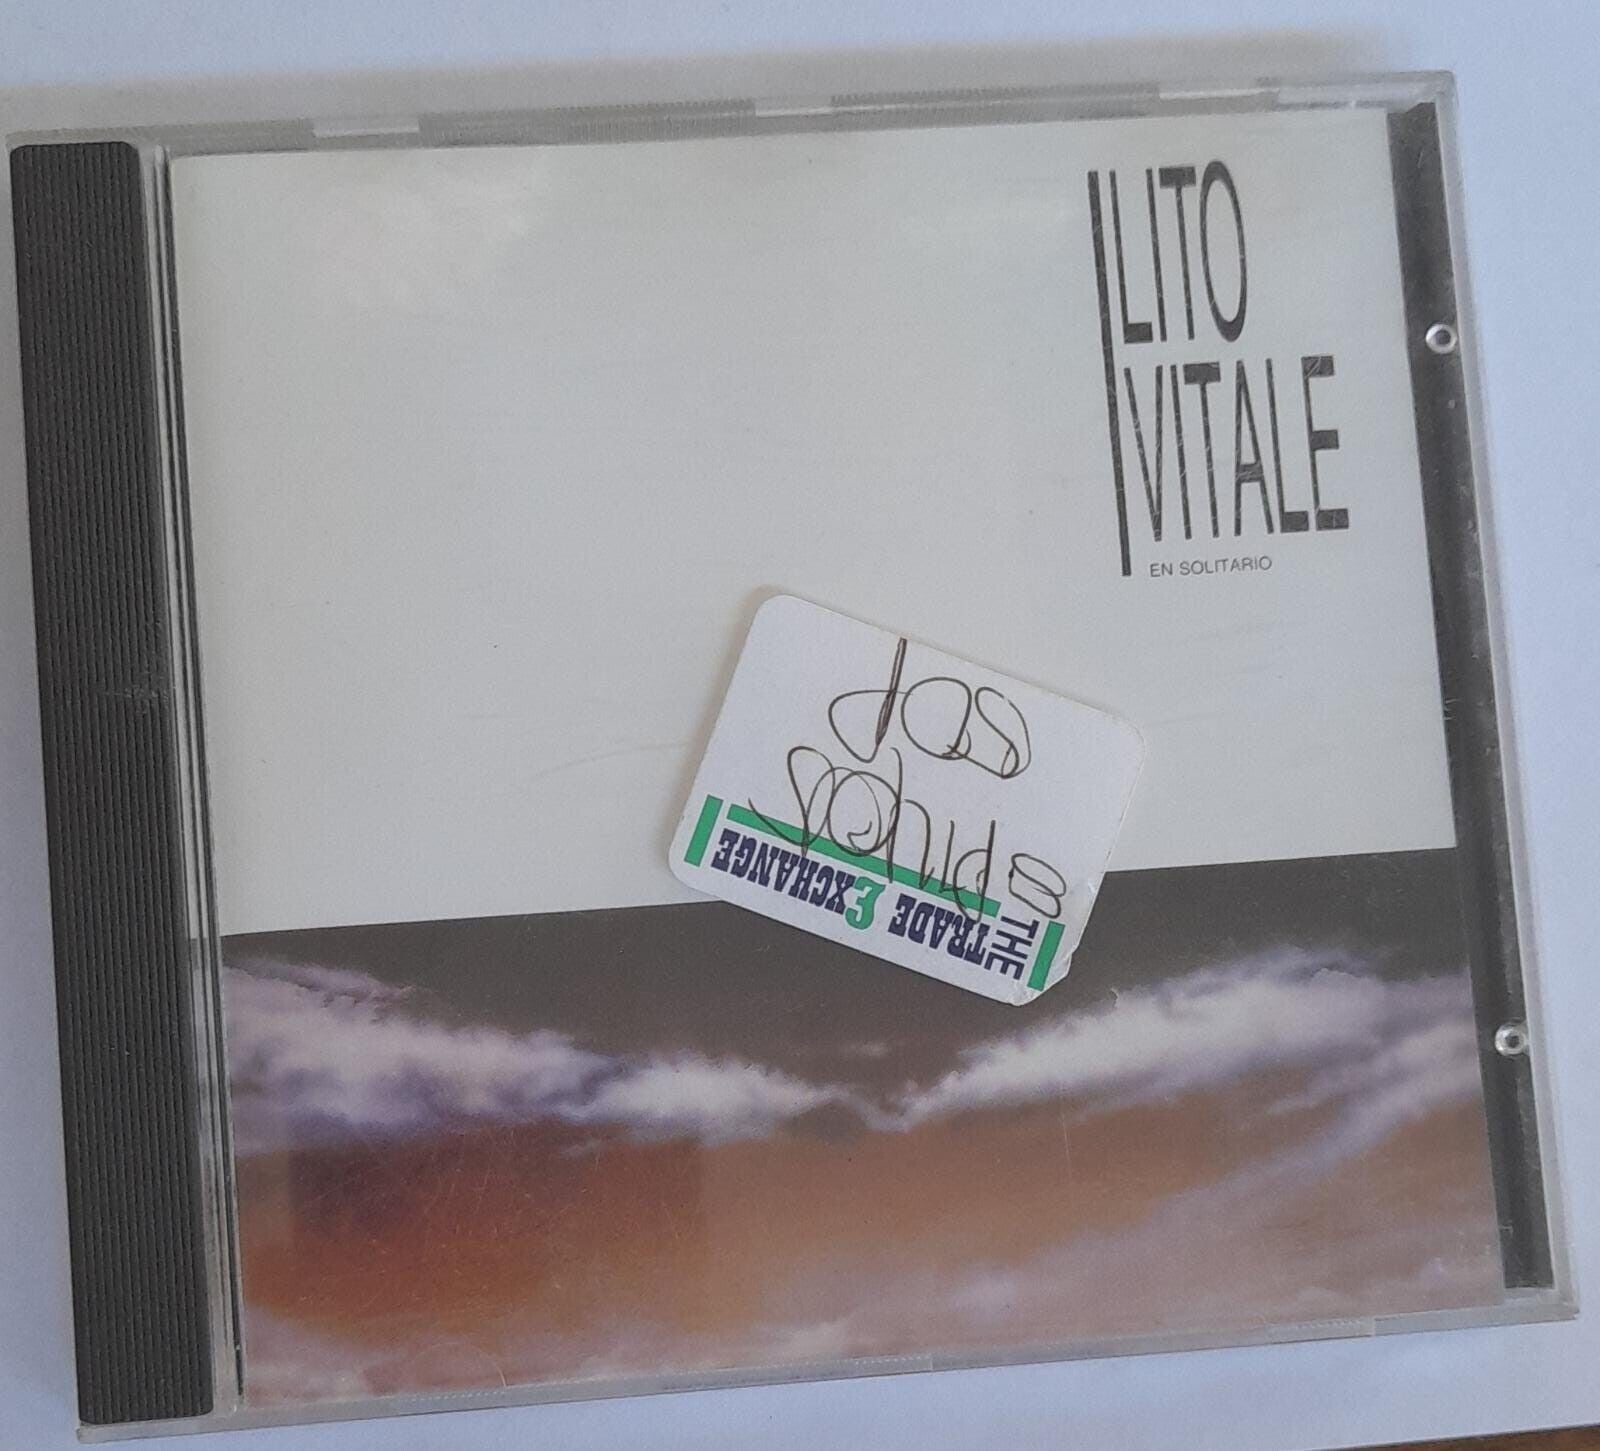 LITO
VITALE
EN SOLITARIO
THE
TRADE EXCHANGE